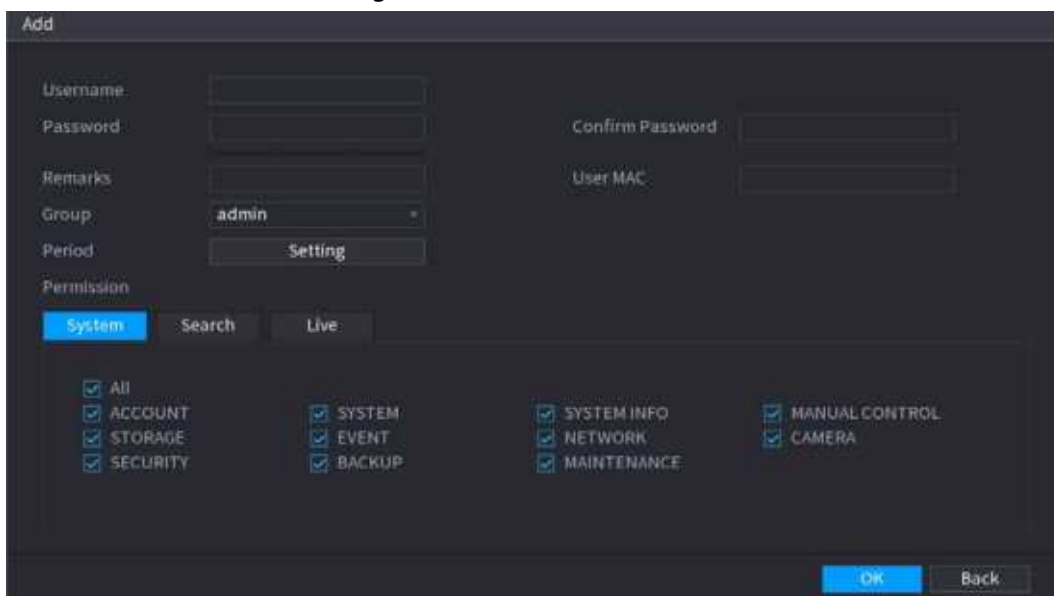 Add
Username
Password Confirm Password
Remarks User MAC
Group admin
Period Setting
Permission
System Search Live
All
ACCOUNT SYSTEM SYSTEM INFO MANUAL CONTROL
STORAGE EVENT NETWORK CAMERA
SECURITY BACKUP MAINTENANCE
OK Back